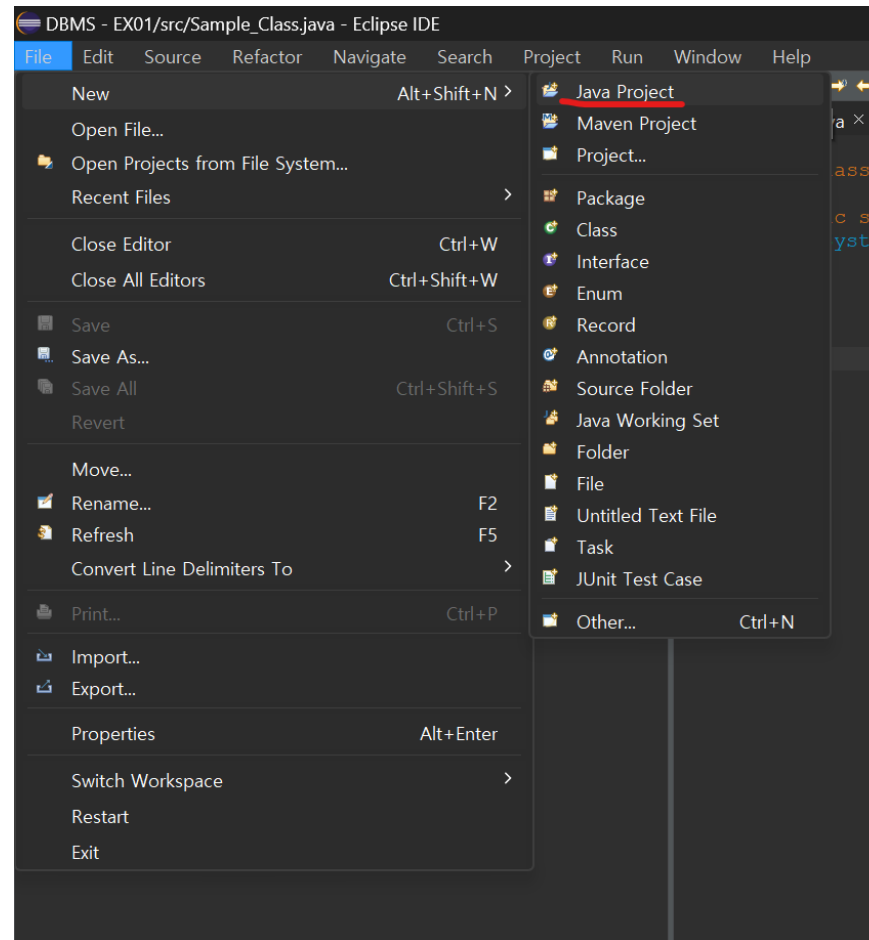 DBMS - EX01/src/Sample_Class.java - Eclipse IDE
File Edit Source Refactor Navigate Search Project Run Window Help
New Alt+Shift+N >
Open File...
Open Projects from File System...
Recent Files >
Close Editor Ctrl+W
Close All Editors Ctrl+Shift+W
Save Ctrl+S
Save As...
Save All Ctrl+Shift+S
Revert
Move...
Rename... F2
Refresh F5
Convert Line Delimiters To >
Print... Ctrl+P
Import...
Export...
Properties Alt+Enter
Switch Workspace >
Restart
Exit
Java Project
Maven Project
Project...
Package
Class
Interface
Enum
Record
Annotation
Source Folder
Java Working Set
Folder
File
Untitled Text File
Task
JUnit Test Case
Other... Ctrl+N
a ×
ass
c s
yst